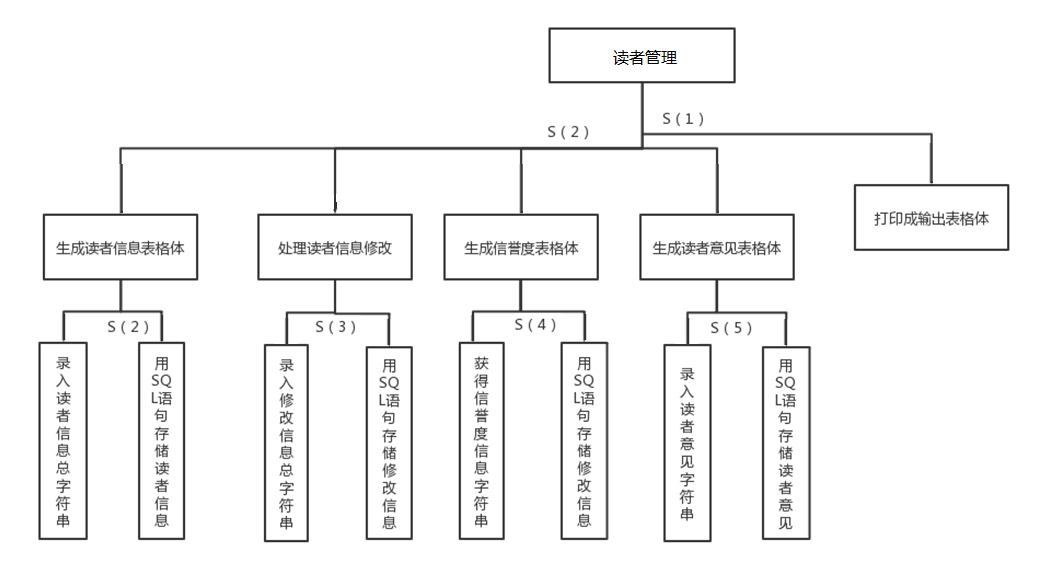 读者管理
S（1）
S（2）
打印成输出表格体
生成读者信息表格体
处理读者信息修改
生成信誉度表格体
生成读者意见表格体
S（2）
S（3）
S（4）
S（5）
录入读者信息总字符串
用SQL语句存储读者信息
录入修改信息总字符串
用SQL语句存储修改信息
获得信誉度信息字符串
用SQL语句存储修改信息
录入读者意见字符串
用SQL语句存储读者意见